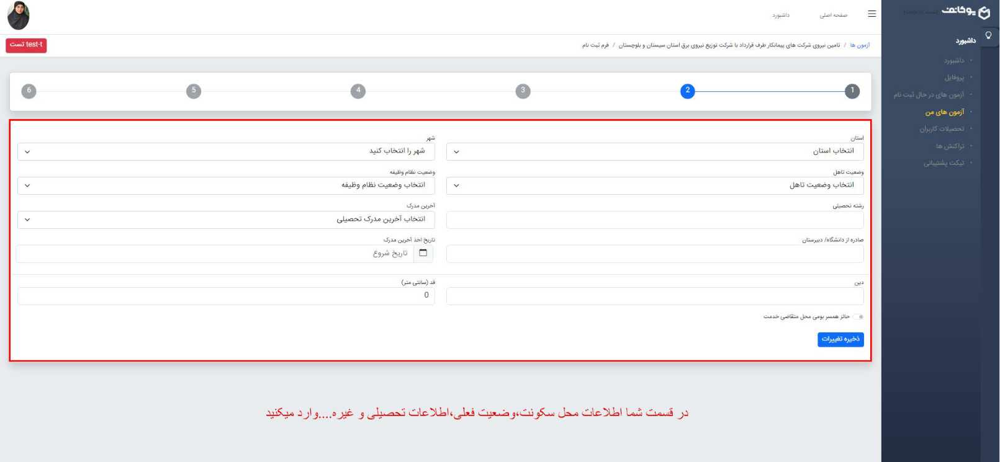 یوکانت [نسخه Sanjesh]
صفحه اصلی
داشبورد
آزمون ها / تامین نیروی شرکت های پیمانکار طرف قرارداد با شرکت توزیع نیروی برق استان سیستان و بلوچستان / فرم ثبت نام
test-t تست
داشبورد
داشبورد
پروفایل
آزمون های در حال ثبت نام
آزمون های من
تحصیلات کاربران
تراکنش ها
تیکت پشتیبانی
1 2 3 4 5 6
استان
انتخاب استان
شهر
شهر را انتخاب کنید
وضعیت تاهل
انتخاب وضعیت تاهل
وضعیت نظام وظیفه
انتخاب وضعیت نظام وظیفه
رشته تحصیلی
آخرین مدرک
انتخاب آخرین مدرک تحصیلی
صادره از دانشگاه/ دبیرستان
تاریخ اخذ آخرین مدرک
تاریخ شروع
دین
قد (سانتی متر)
0
حائز همسر بومی محل متقاضی خدمت
ذخیره تغییرات
در قسمت شما اطلاعات محل سکونت،وضعیت فعلی،اطلاعات تحصیلی و غیره....وارد میکنید